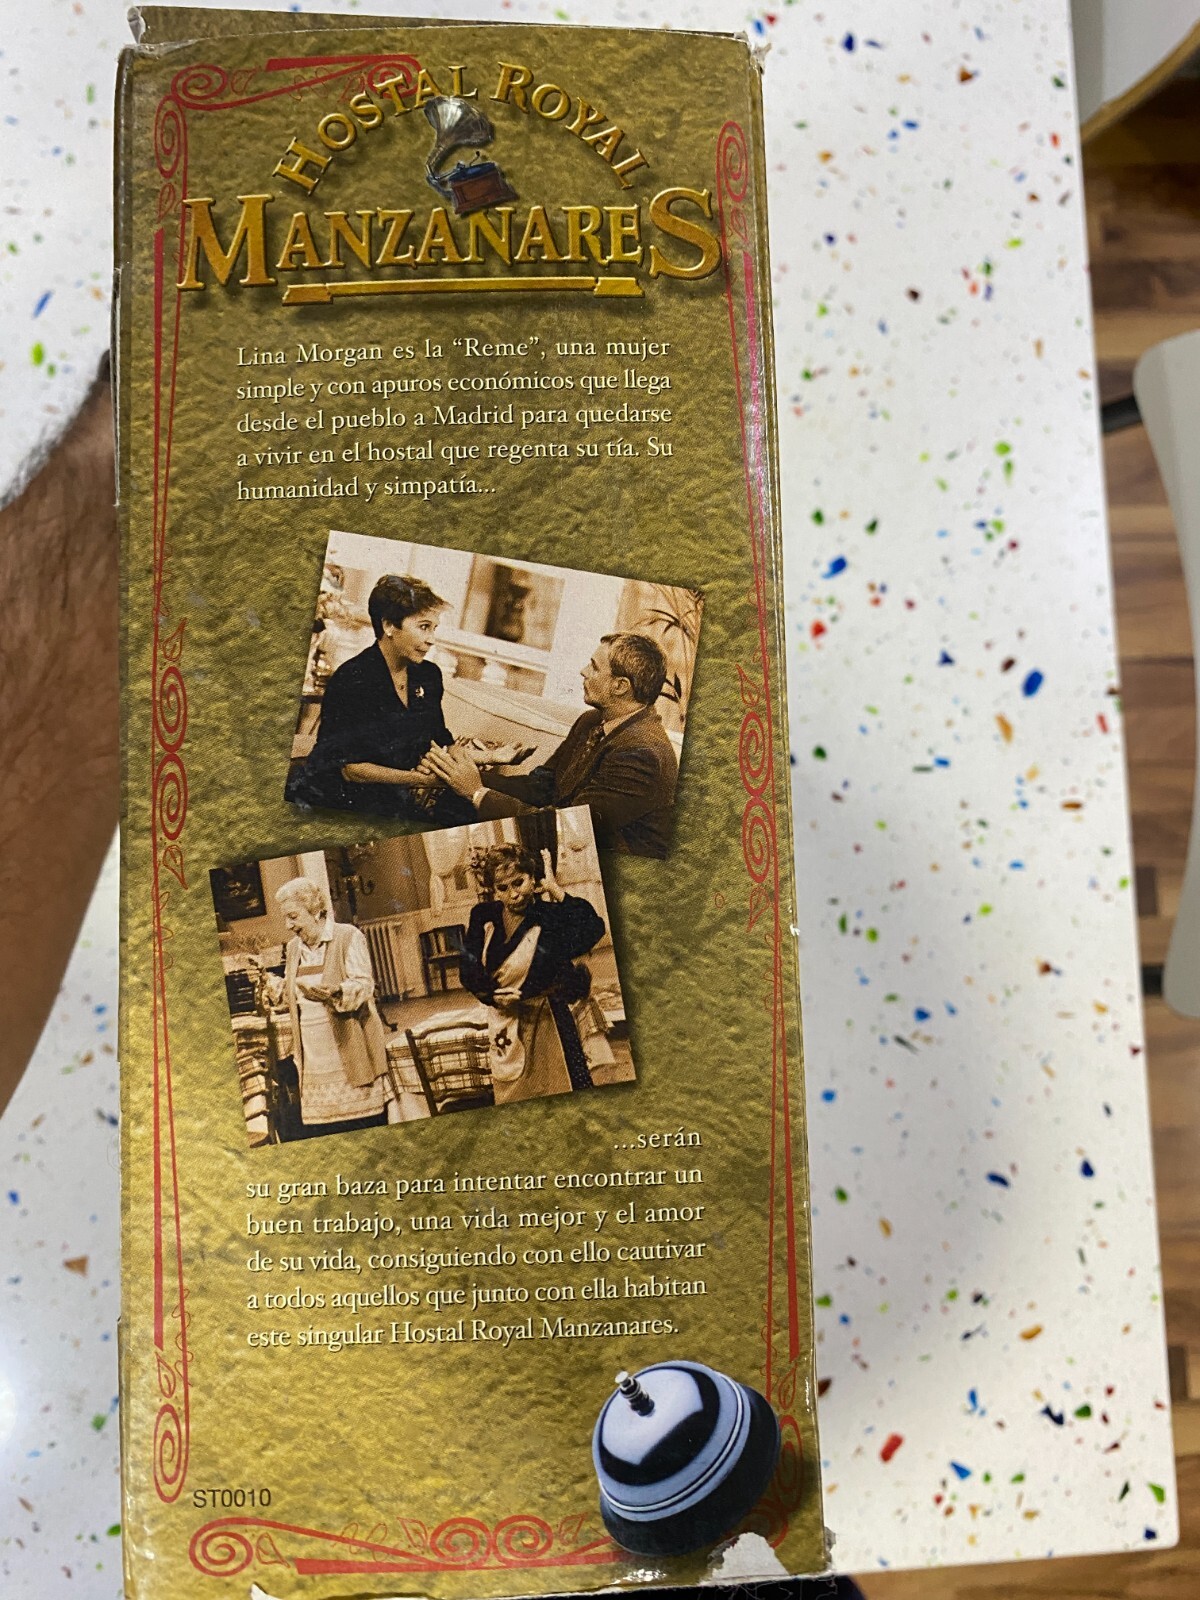 HOSTAL ROYAL
MANZANARES
Lina Morgan es la “Reme”, una mujer
simple y con apuros económicos que llega
desde el pueblo a Madrid para quedarse
a vivir en el hostal que regenta su tía. Su
humanidad y simpatía...
...serán
su gran baza para intentar encontrar un
buen trabajo, una vida mejor y el amor
de su vida, consiguiendo con ello cautivar
a todos aquellos que junto con ella habitan
este singular Hostal Royal Manzanares.
ST0010